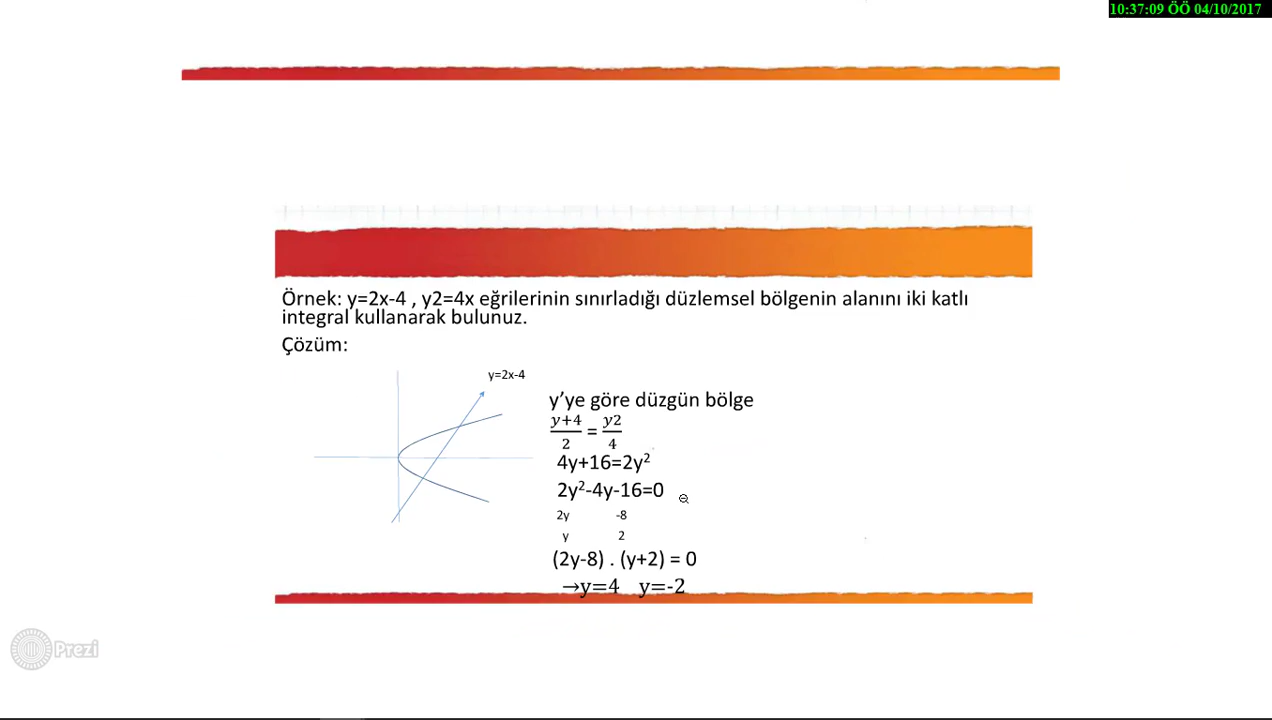 10:37:09 ÖÖ 04/10/2017
Örnek: y=2x-4 , y2=4x eğrilerinin sınırladığı düzlemsel bölgenin alanını iki katlı
integral kullanarak bulunuz.
Çözüm:
y=2x-4
y’ye göre düzgün bölge
y+4/2 = y2/4
4y+16=2y²
2y²-4y-16=0
2y -8
y 2
(2y-8) . (y+2) = 0
→y=4 y=-2
Prezi